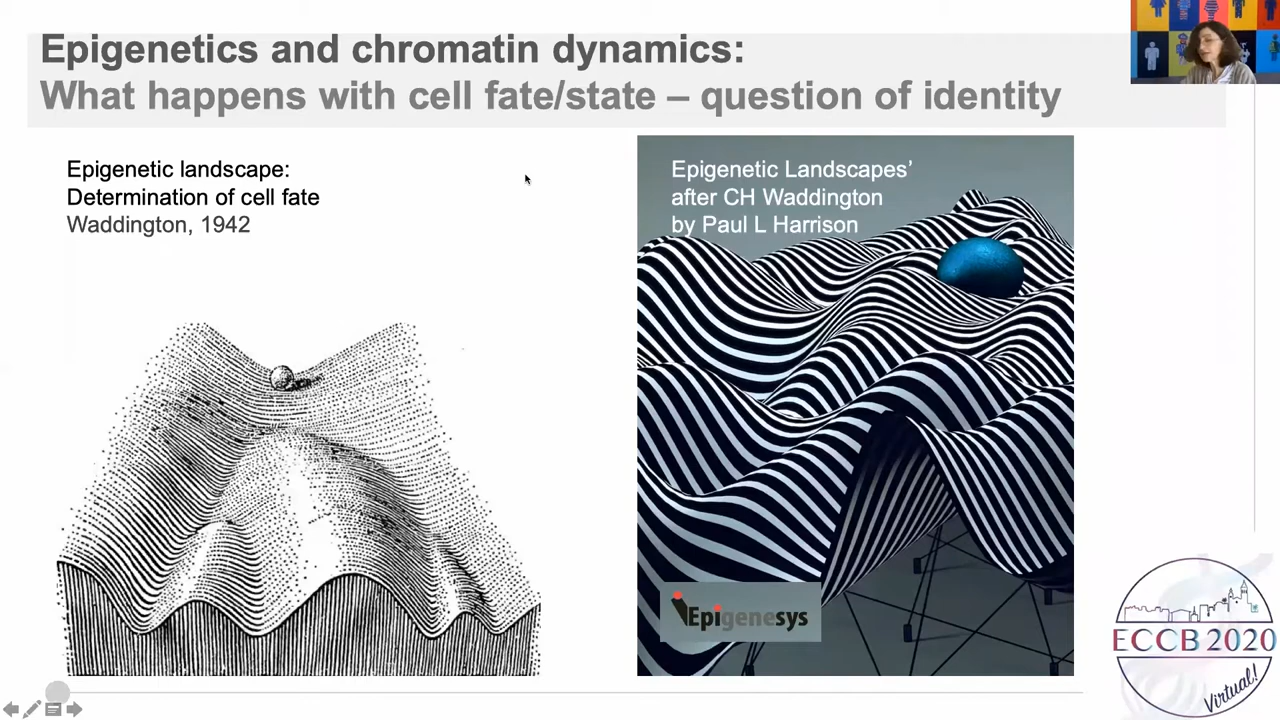 Epigenetics and chromatin dynamics:
What happens with cell fate/state – question of identity
Epigenetic landscape:
Determination of cell fate
Waddington, 1942
Epigenetic Landscapes’
after CH Waddington
by Paul L Harrison
Epigenesys
ECCB 2020
Virtual!